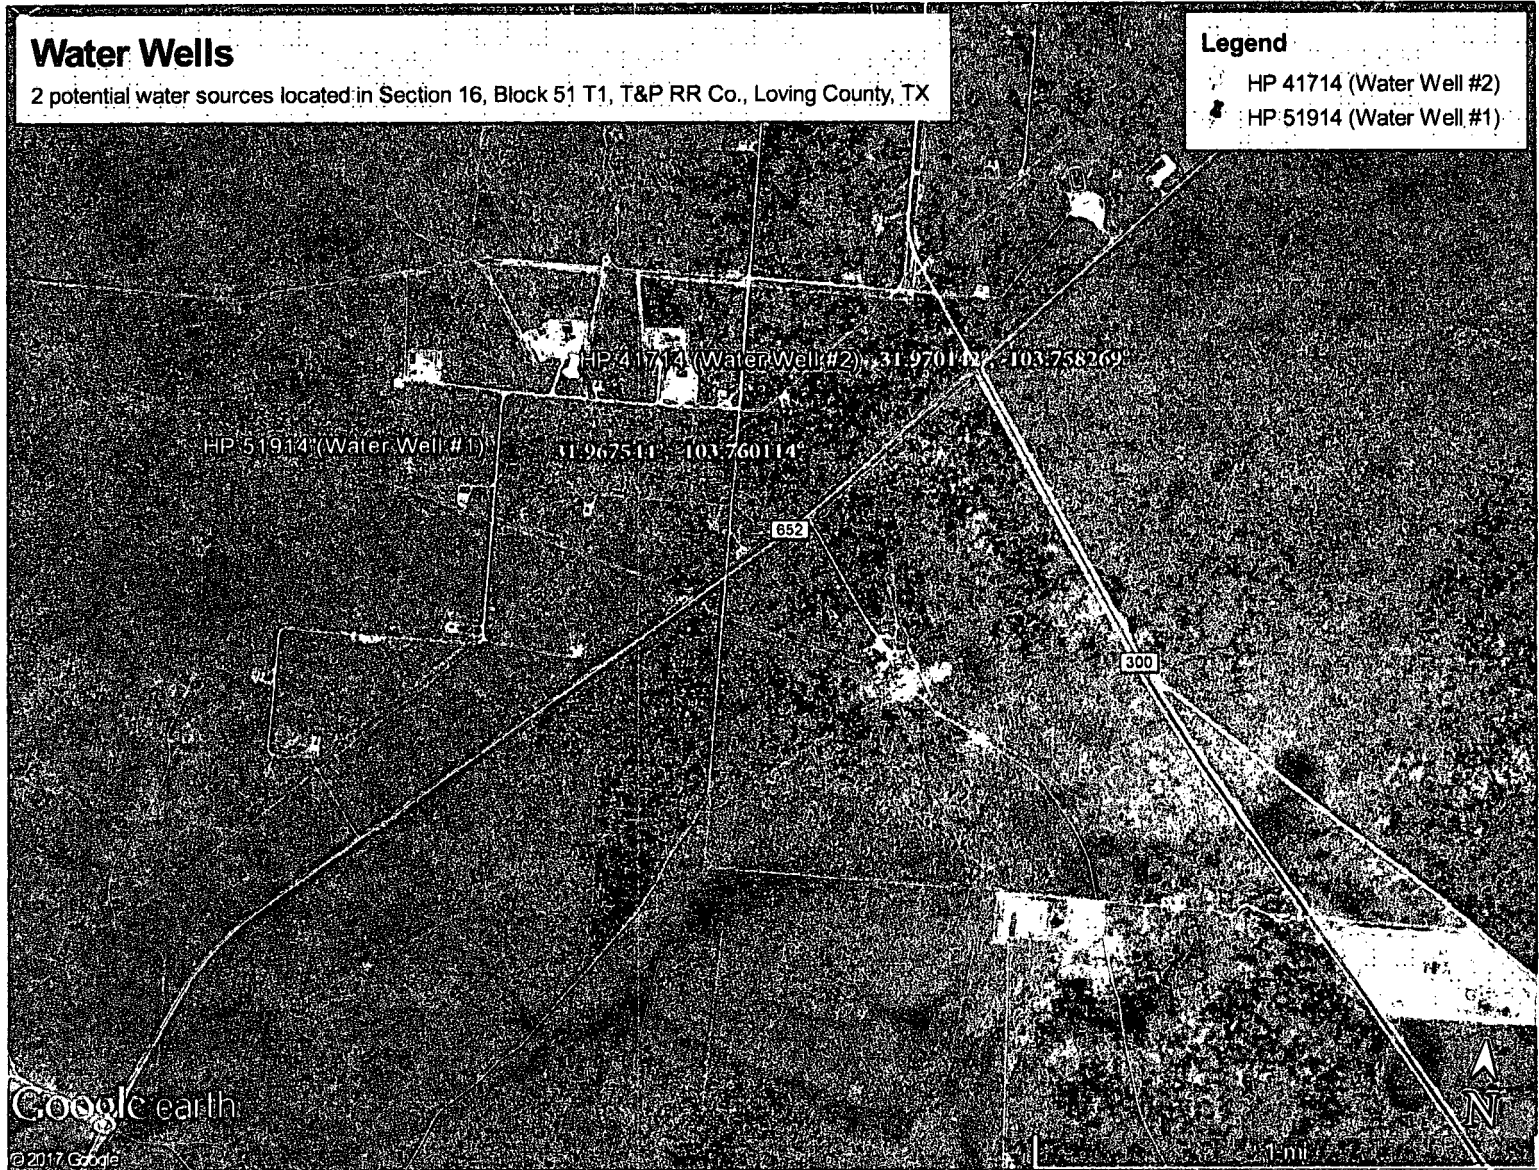 Water Wells
2 potential water sources located in Section 16, Block 51 T1, T&P RR Co., Loving County, TX
Legend
HP 41714 (Water Well #2)
HP 51914 (Water Well #1)
HP 41714 (Water Well #2) -103.758269°
HP 51914 (Water Well #1) 103.760114°
652
300
Google earth
© 2017 Google
1 mi
N